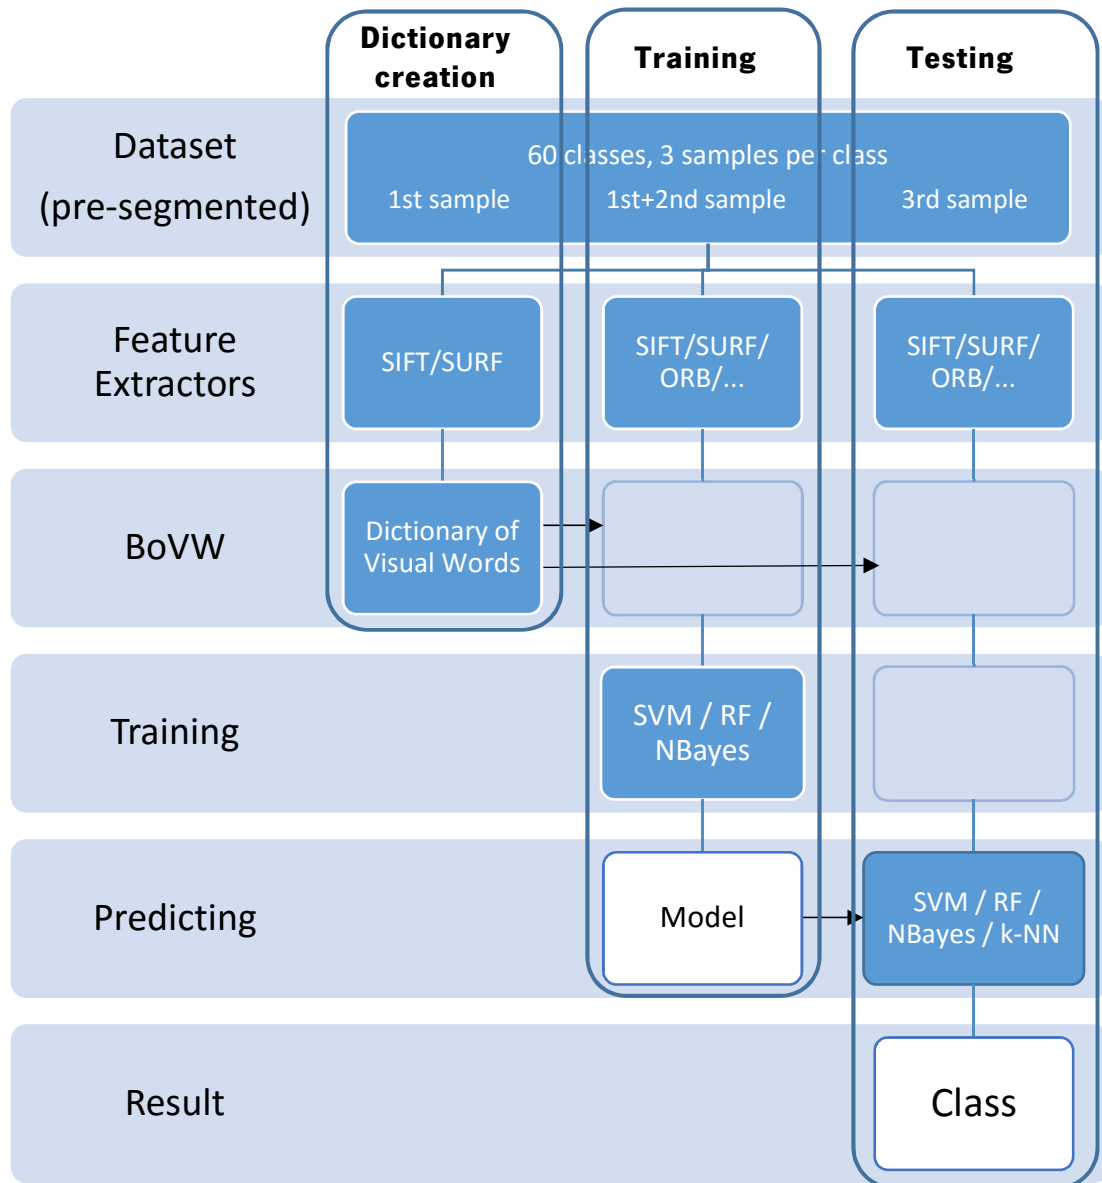 Dictionary
creation
Training
Testing
Dataset
(pre-segmented)
60 classes, 3 samples per class
1st sample
1st+2nd sample
3rd sample
Feature
Extractors
SIFT/SURF
SIFT/SURF/
ORB/...
SIFT/SURF/
ORB/...
BoVW
Dictionary of
Visual Words
Training
SVM / RF /
NBayes
Predicting
Model
SVM / RF /
NBayes / k-NN
Result
Class